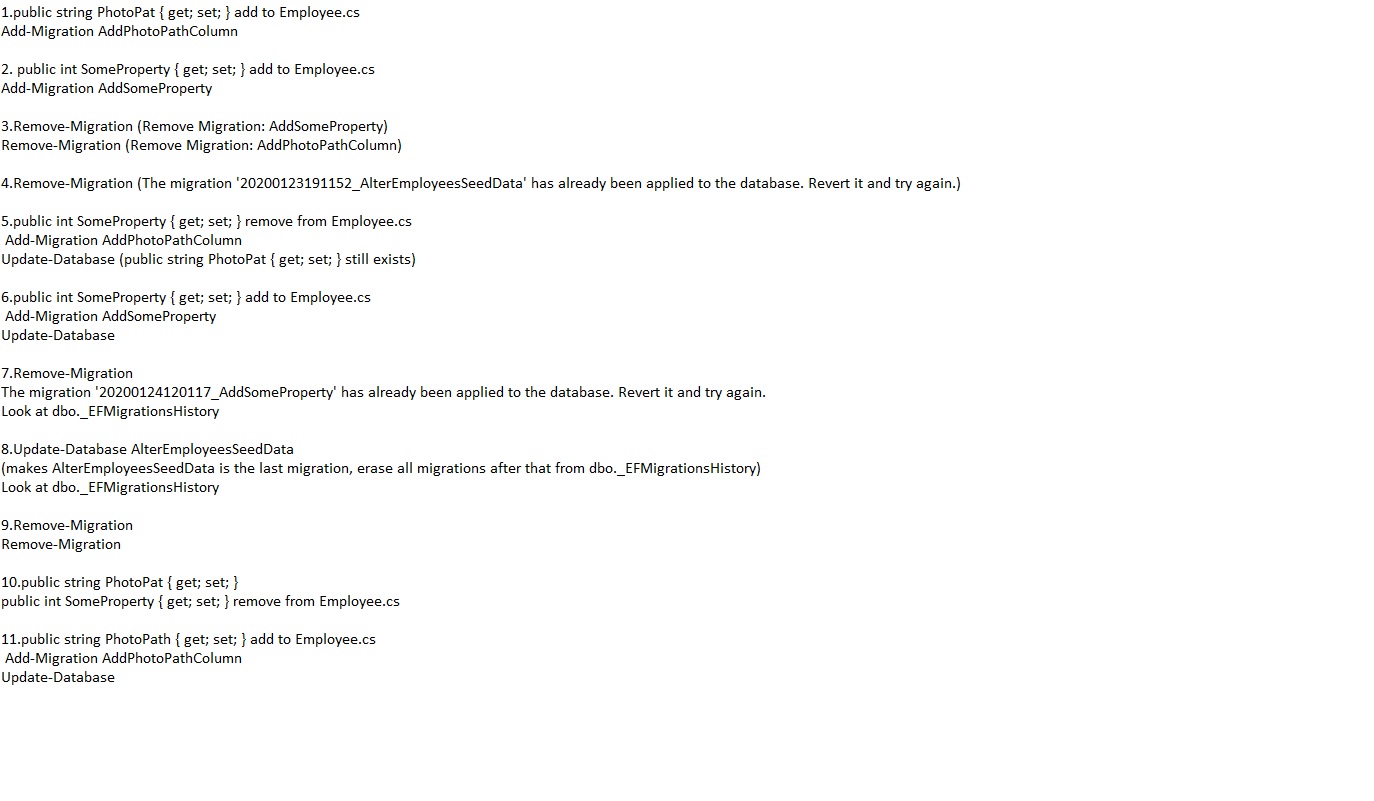 1.public string PhotoPat { get; set; } add to Employee.cs
Add-Migration AddPhotoPathColumn
2. public int SomeProperty { get; set; } add to Employee.cs
Add-Migration AddSomeProperty
3.Remove-Migration (Remove Migration: AddSomeProperty)
Remove-Migration (Remove Migration: AddPhotoPathColumn)
4.Remove-Migration (The migration '20200123191152_AlterEmployeesSeedData' has already been applied to the database. Revert it and try again.)
5.public int SomeProperty { get; set; } remove from Employee.cs
Add-Migration AddPhotoPathColumn
Update-Database (public string PhotoPat { get; set; } still exists)
6.public int SomeProperty { get; set; } add to Employee.cs
Add-Migration AddSomeProperty
Update-Database
7.Remove-Migration
The migration '20200124120117_AddSomeProperty' has already been applied to the database. Revert it and try again.
Look at dbo._EFMigrationsHistory
8.Update-Database AlterEmployeesSeedData
(makes AlterEmployeesSeedData is the last migration, erase all migrations after that from dbo._EFMigrationsHistory)
Look at dbo._EFMigrationsHistory
9.Remove-Migration
Remove-Migration
10.public string PhotoPat { get; set; }
public int SomeProperty { get; set; } remove from Employee.cs
11.public string PhotoPath { get; set; } add to Employee.cs
Add-Migration AddPhotoPathColumn
Update-Database